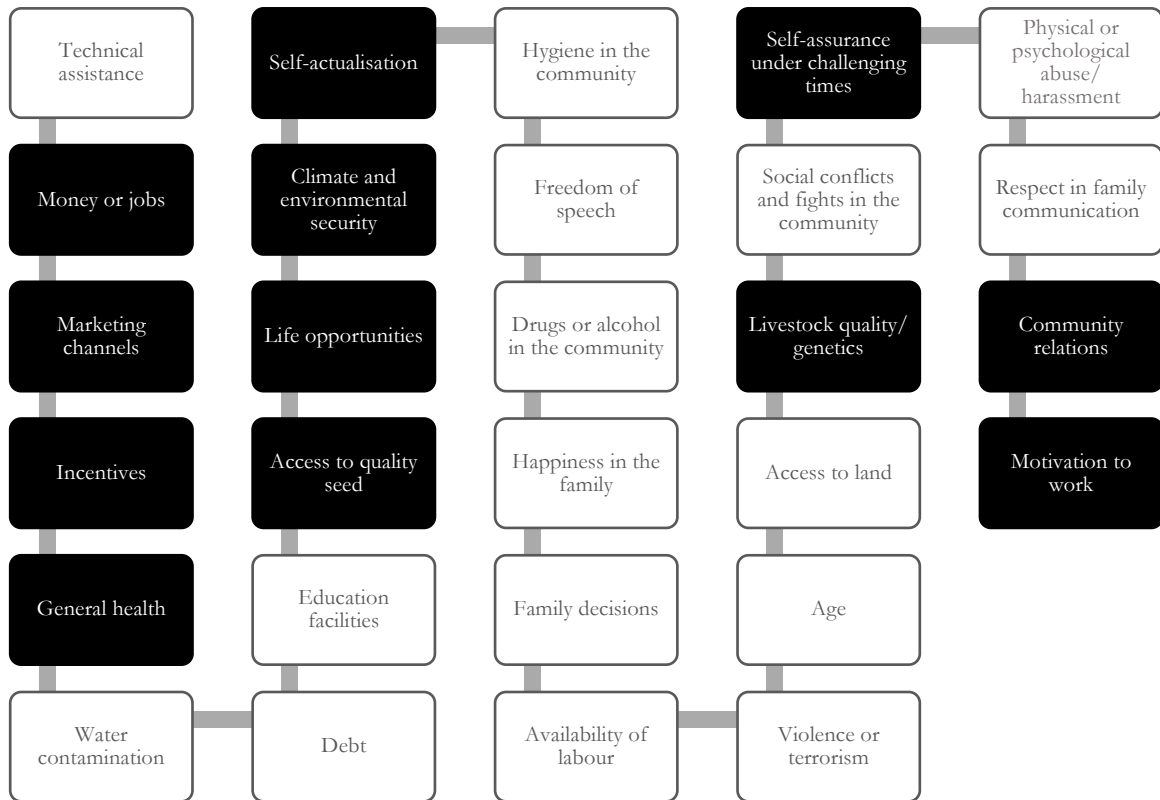 Technical
assistance
Money or jobs
Marketing
channels
Incentives
General health
Water
contamination
Debt
Education
facilities
Access to quality
seed
Life opportunities
Climate and
environmental
security
Self-actualisation
Hygiene in the
community
Freedom of
speech
Drugs or alcohol
in the community
Happiness in the
family
Family decisions
Availability of
labour
Violence or
terrorism
Age
Access to land
Livestock quality/
genetics
Social conflicts
and fights in the
community
Self-assurance
under challenging
times
Physical or
psychological
abuse/
harassment
Respect in family
communication
Community
relations
Motivation to
work